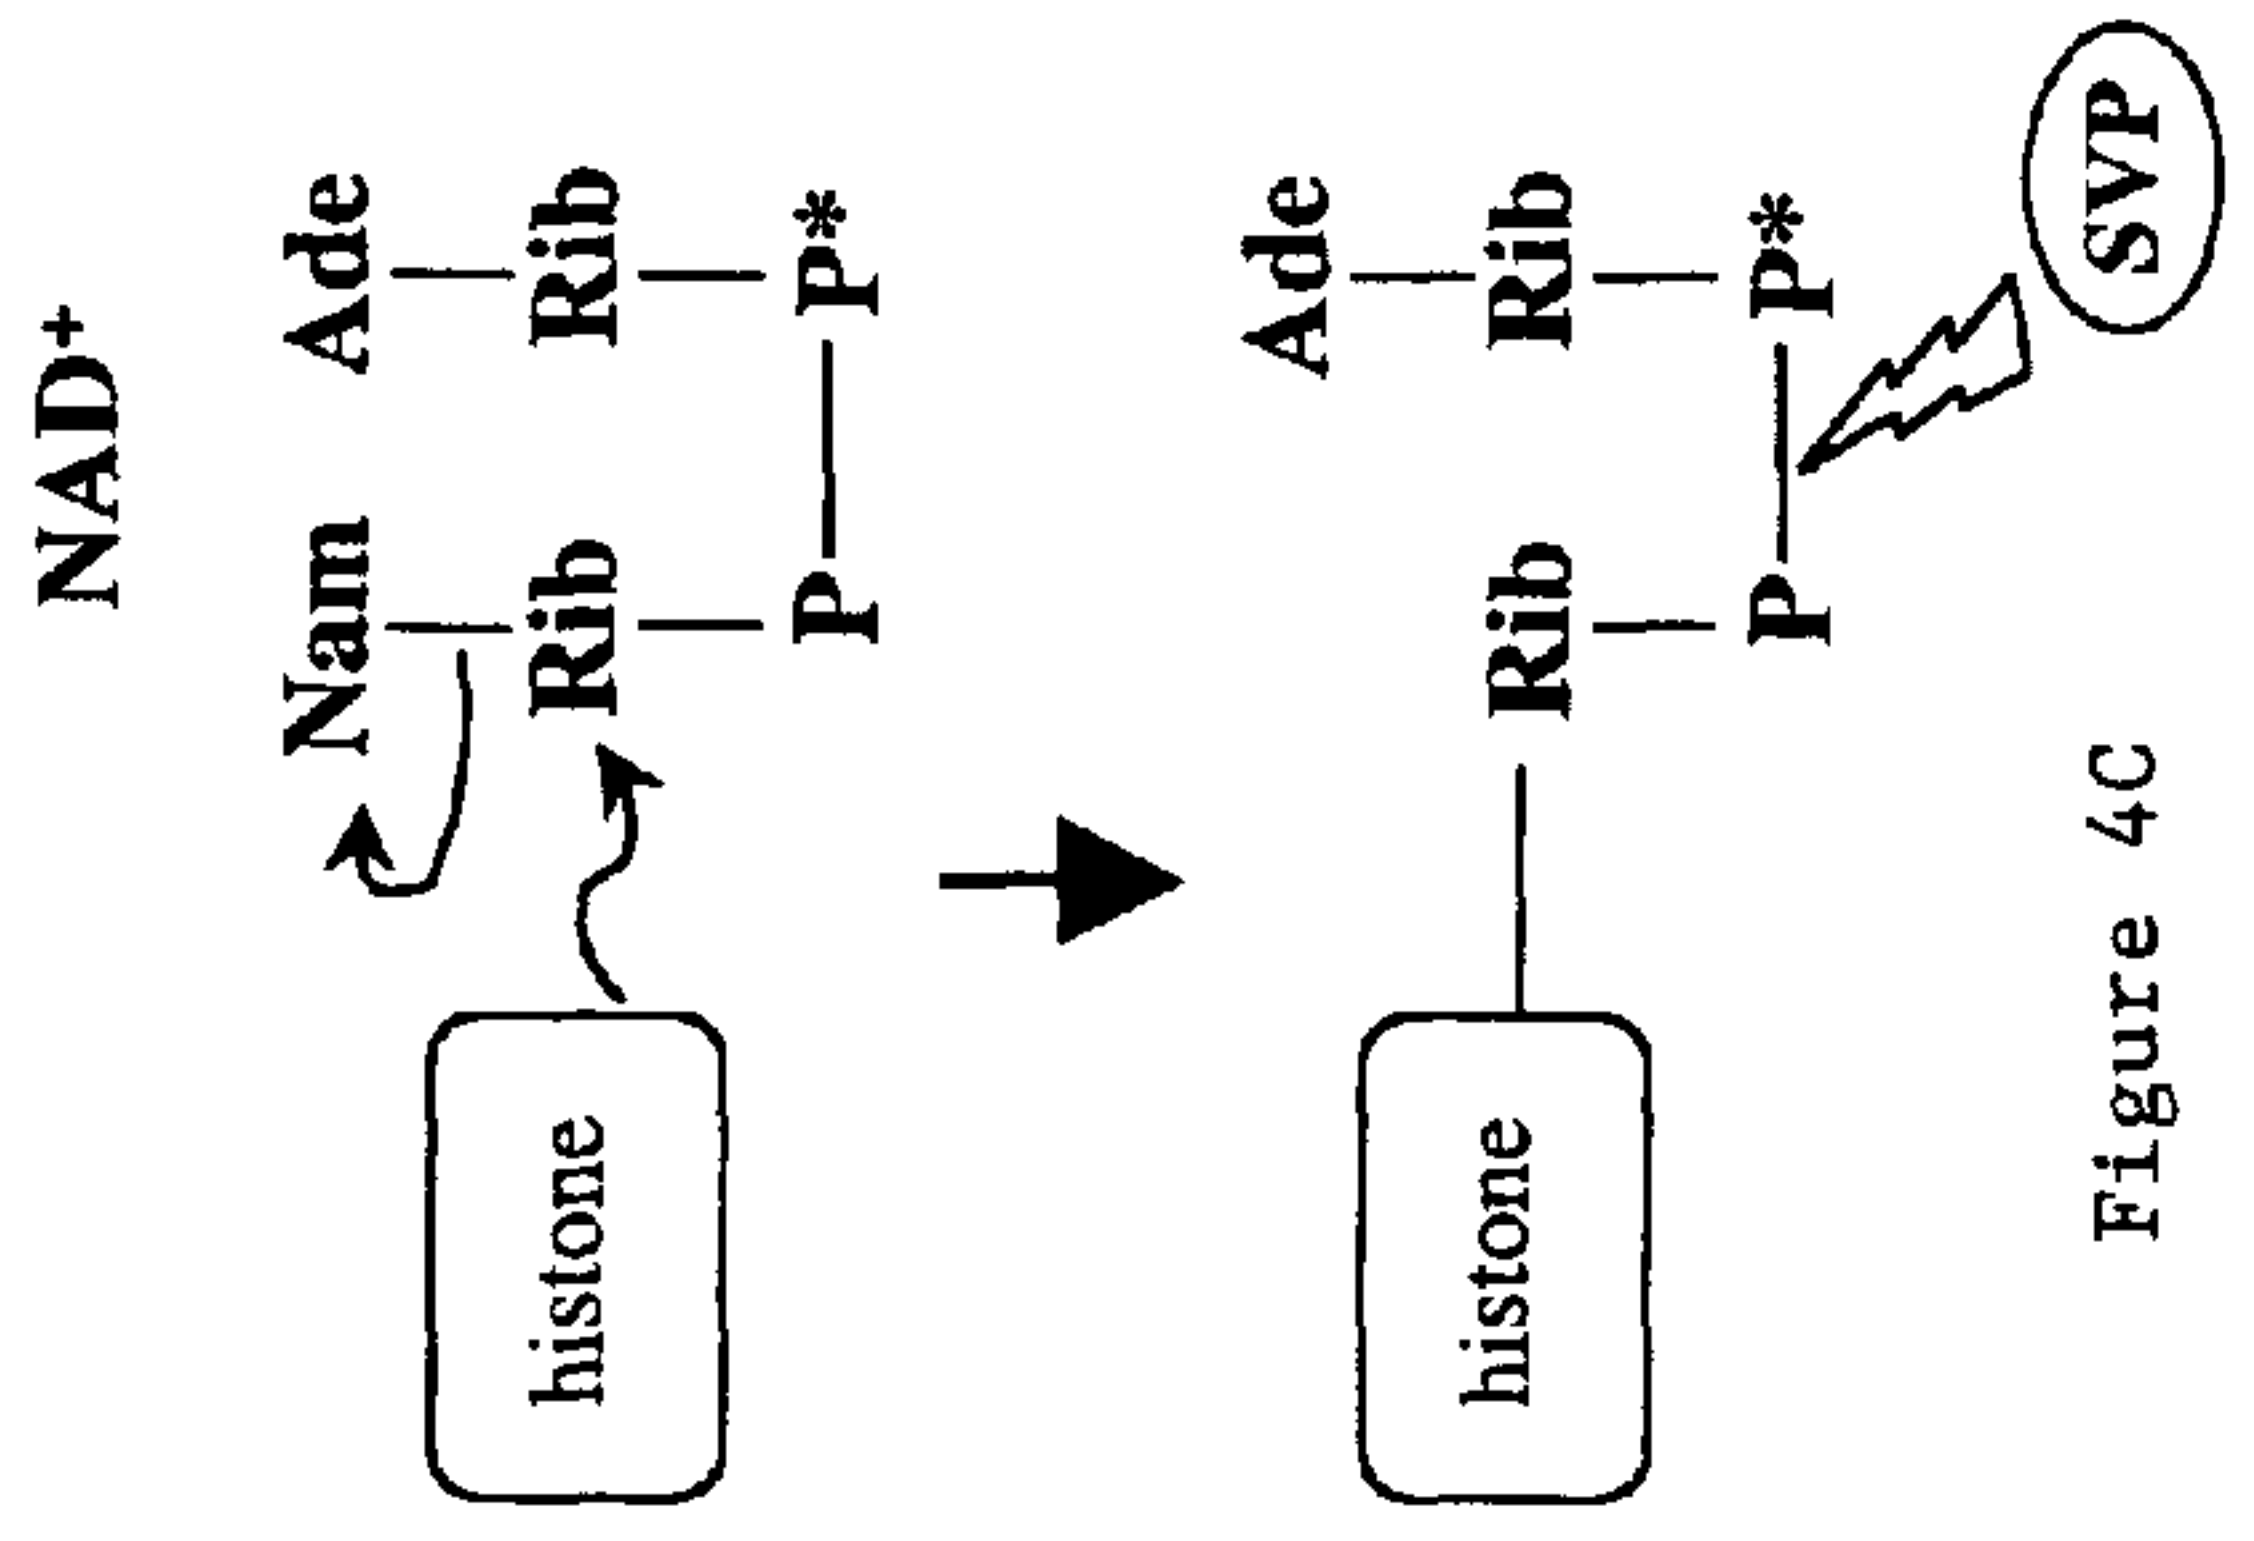 NAD+
Nam Ade
histone Rib Rib
P P*
Ade
histone Rib Rib
P P*
Figure 4C SVP